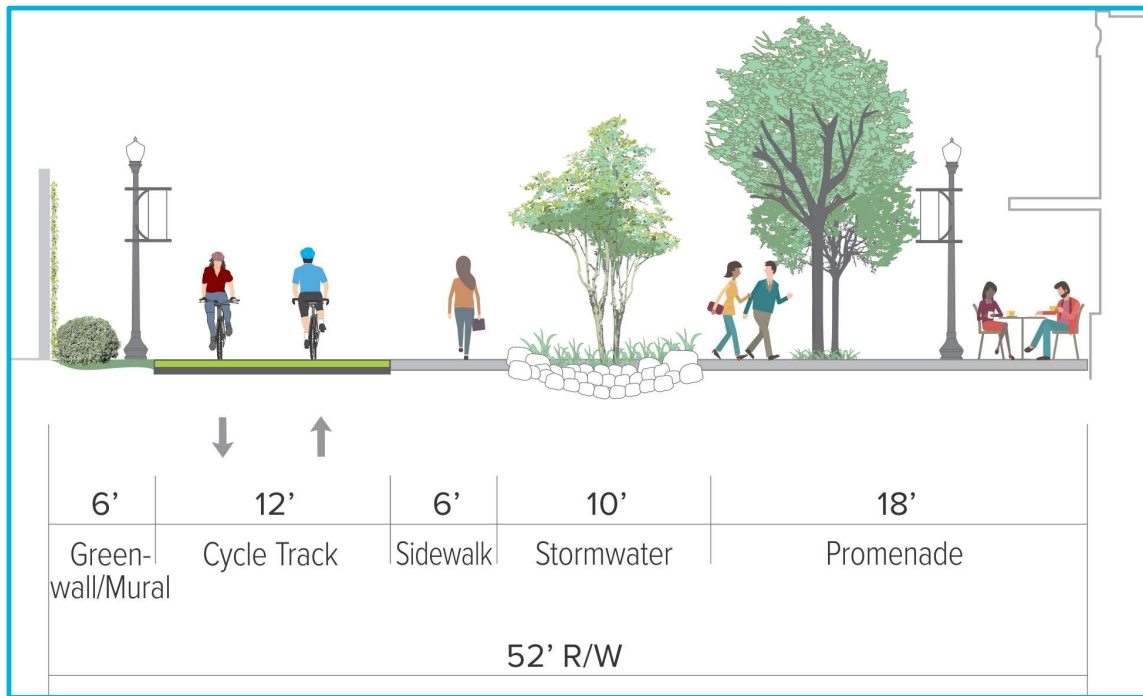 6’
12’
6’
10’
18’
Green-
wall/Mural
Cycle Track
Sidewalk
Stormwater
Promenade
52’ R/W